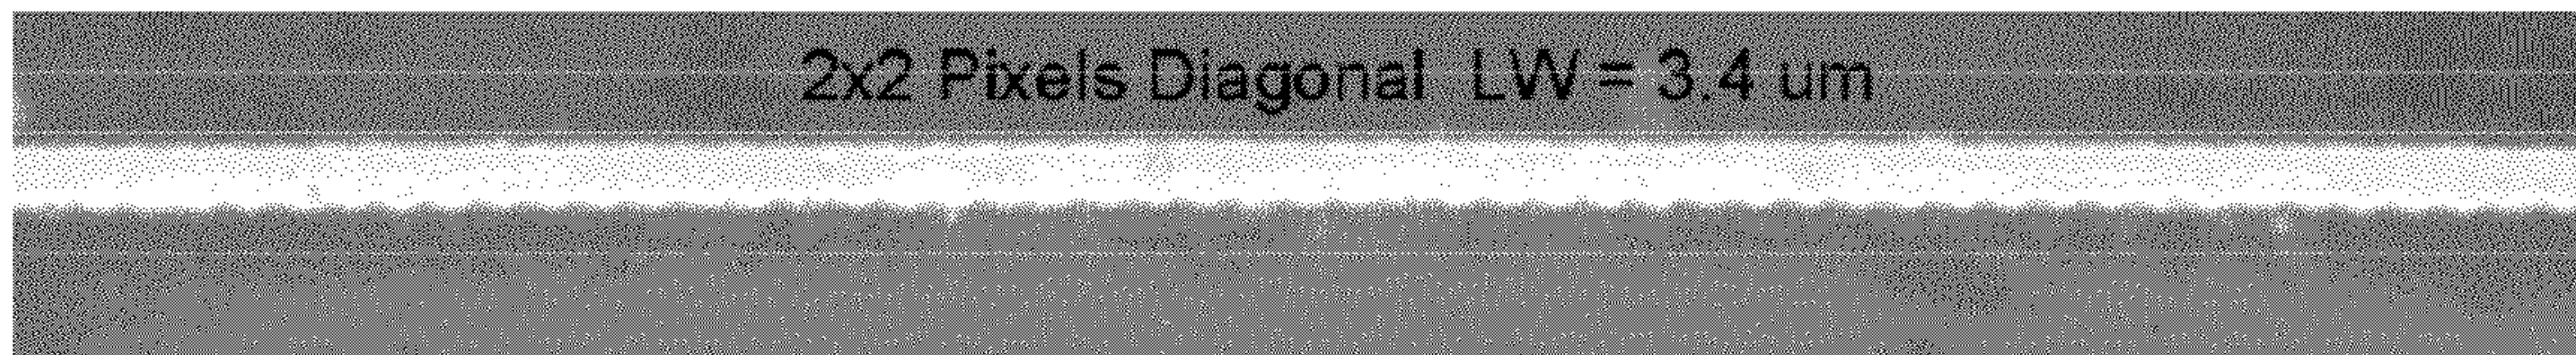 2x2 Pixels Diagonal LW = 3.4 um